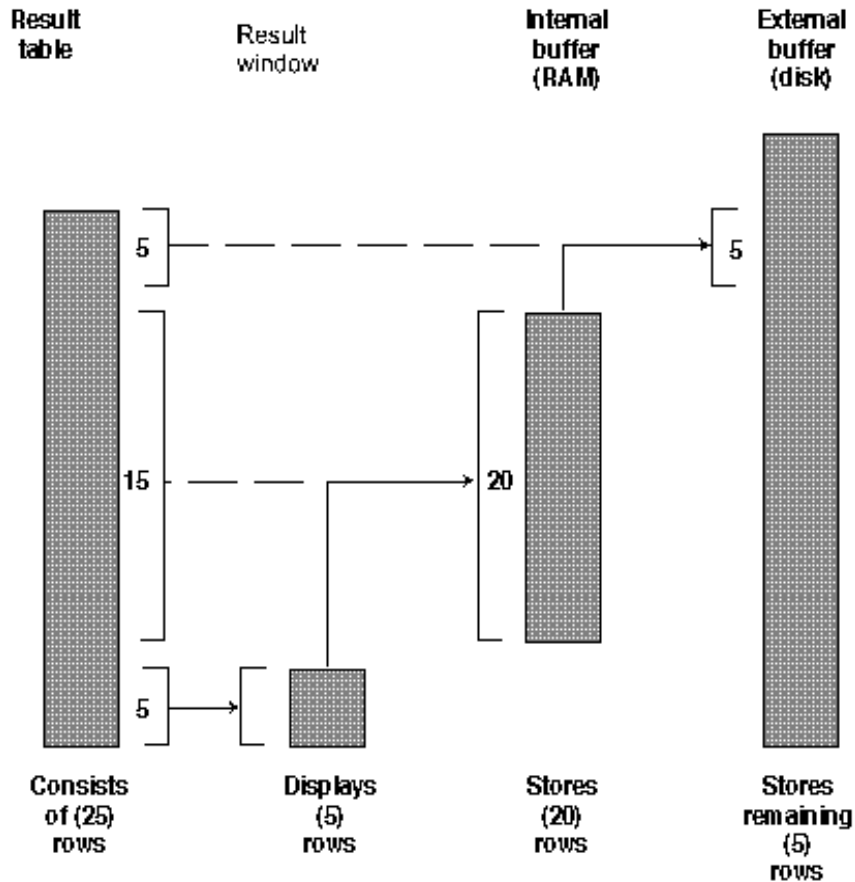 Result
table
Result
window
Internal
buffer
(RAM)
External
buffer
(disk)
5
5
15
20
5
Consists
of (25)
rows
Displays
(5)
rows
Stores
(20)
rows
Stores
remaining
(5)
rows